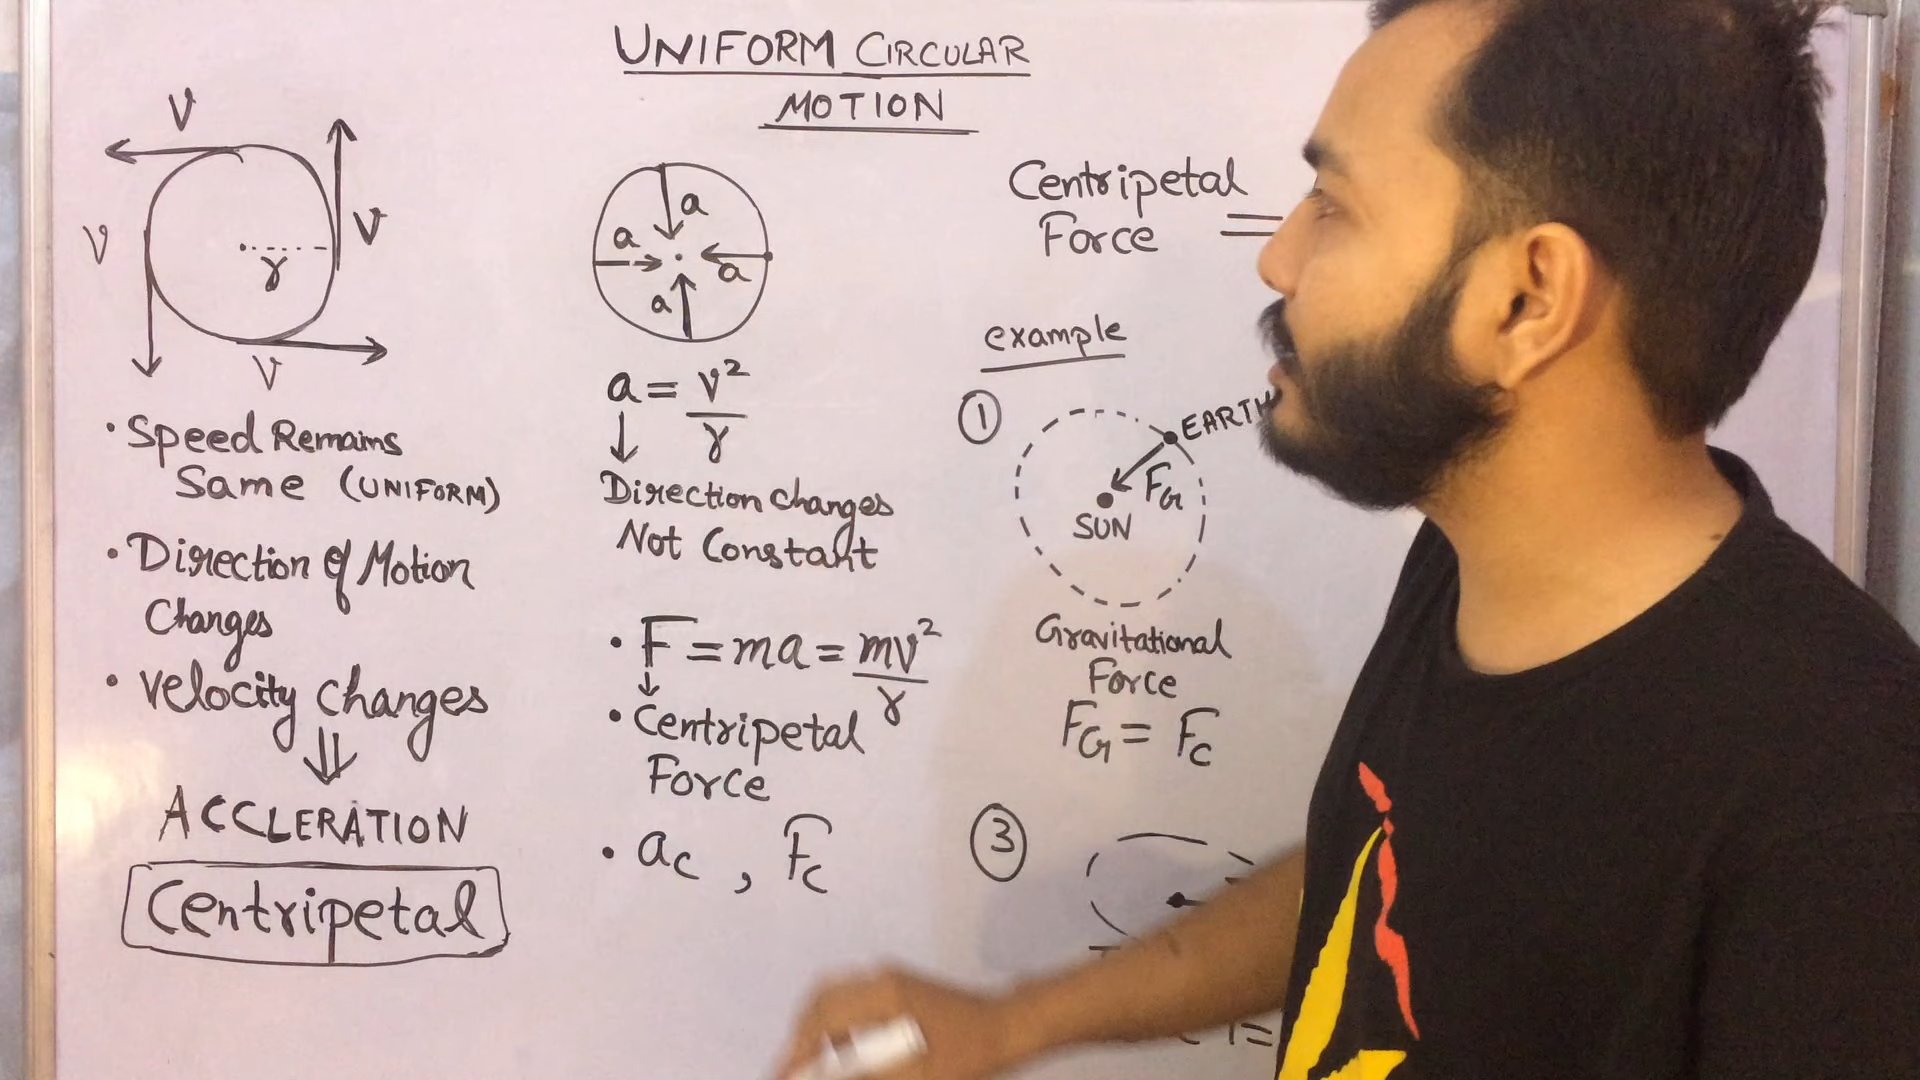 UNIFORM CIRCULAR
MOTION
V
V
V
V
r
• Speed Remains
Same (UNIFORM)
• Direction of Motion
Changes
• Velocity changes
⇓
ACCLERATION
Centripetal
a
a
a
a
a = v²/r
↓
Direction Changes
Not Constant
• F = ma = mv²/r
↓
• Centripetal
Force
• ac , Fc
Centripetal
Force =
example
① EARTH
FG
SUN
Gravitational
Force
FG = Fc
③